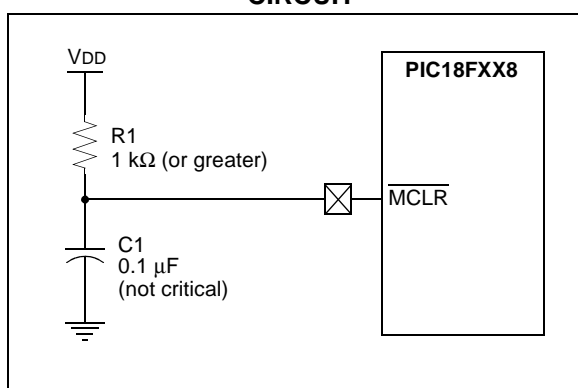 CIRCUIT
VDD
PIC18FXX8
R1
1 kΩ (or greater)
MCLR
C1
0.1 μF
(not critical)